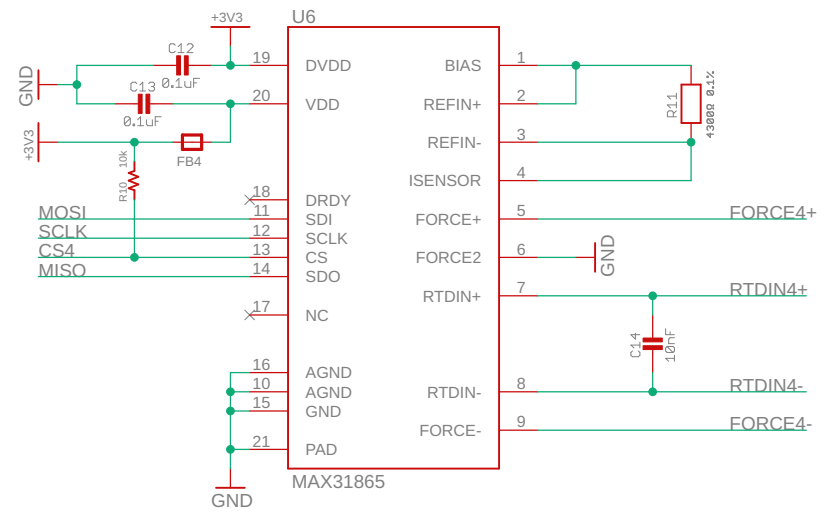 +3V3
U6
C12
0.1uF
GND
C13
0.1uF
+3V3
FB4
R10 10k
MOSI
SCLK
CS4
MISO
19 DVDD
20 VDD
18 DRDY
11 SDI
12 SCLK
13 CS
14 SDO
17 NC
16 AGND
10 AGND
15 GND
21 PAD
GND
BIAS 1
REFIN+ 2
REFIN- 3
ISENSOR 4
FORCE+ 5
FORCE2 6
RTDIN+ 7
RTDIN- 8
FORCE- 9
R11
4300Ω 0.1%
FORCE4+
GND
RTDIN4+
C14
10nF
RTDIN4-
FORCE4-
MAX31865